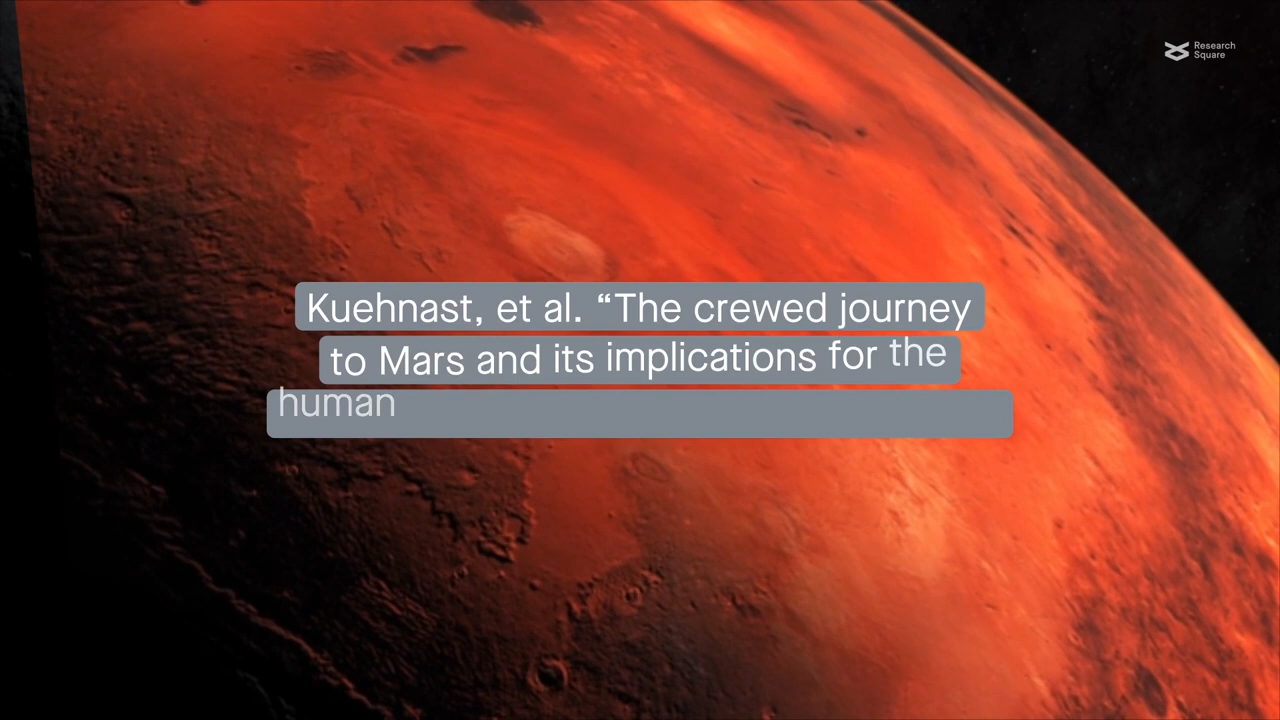 Research
Square
Kuehnast, et al. “The crewed journey
to Mars and its implications for the
human